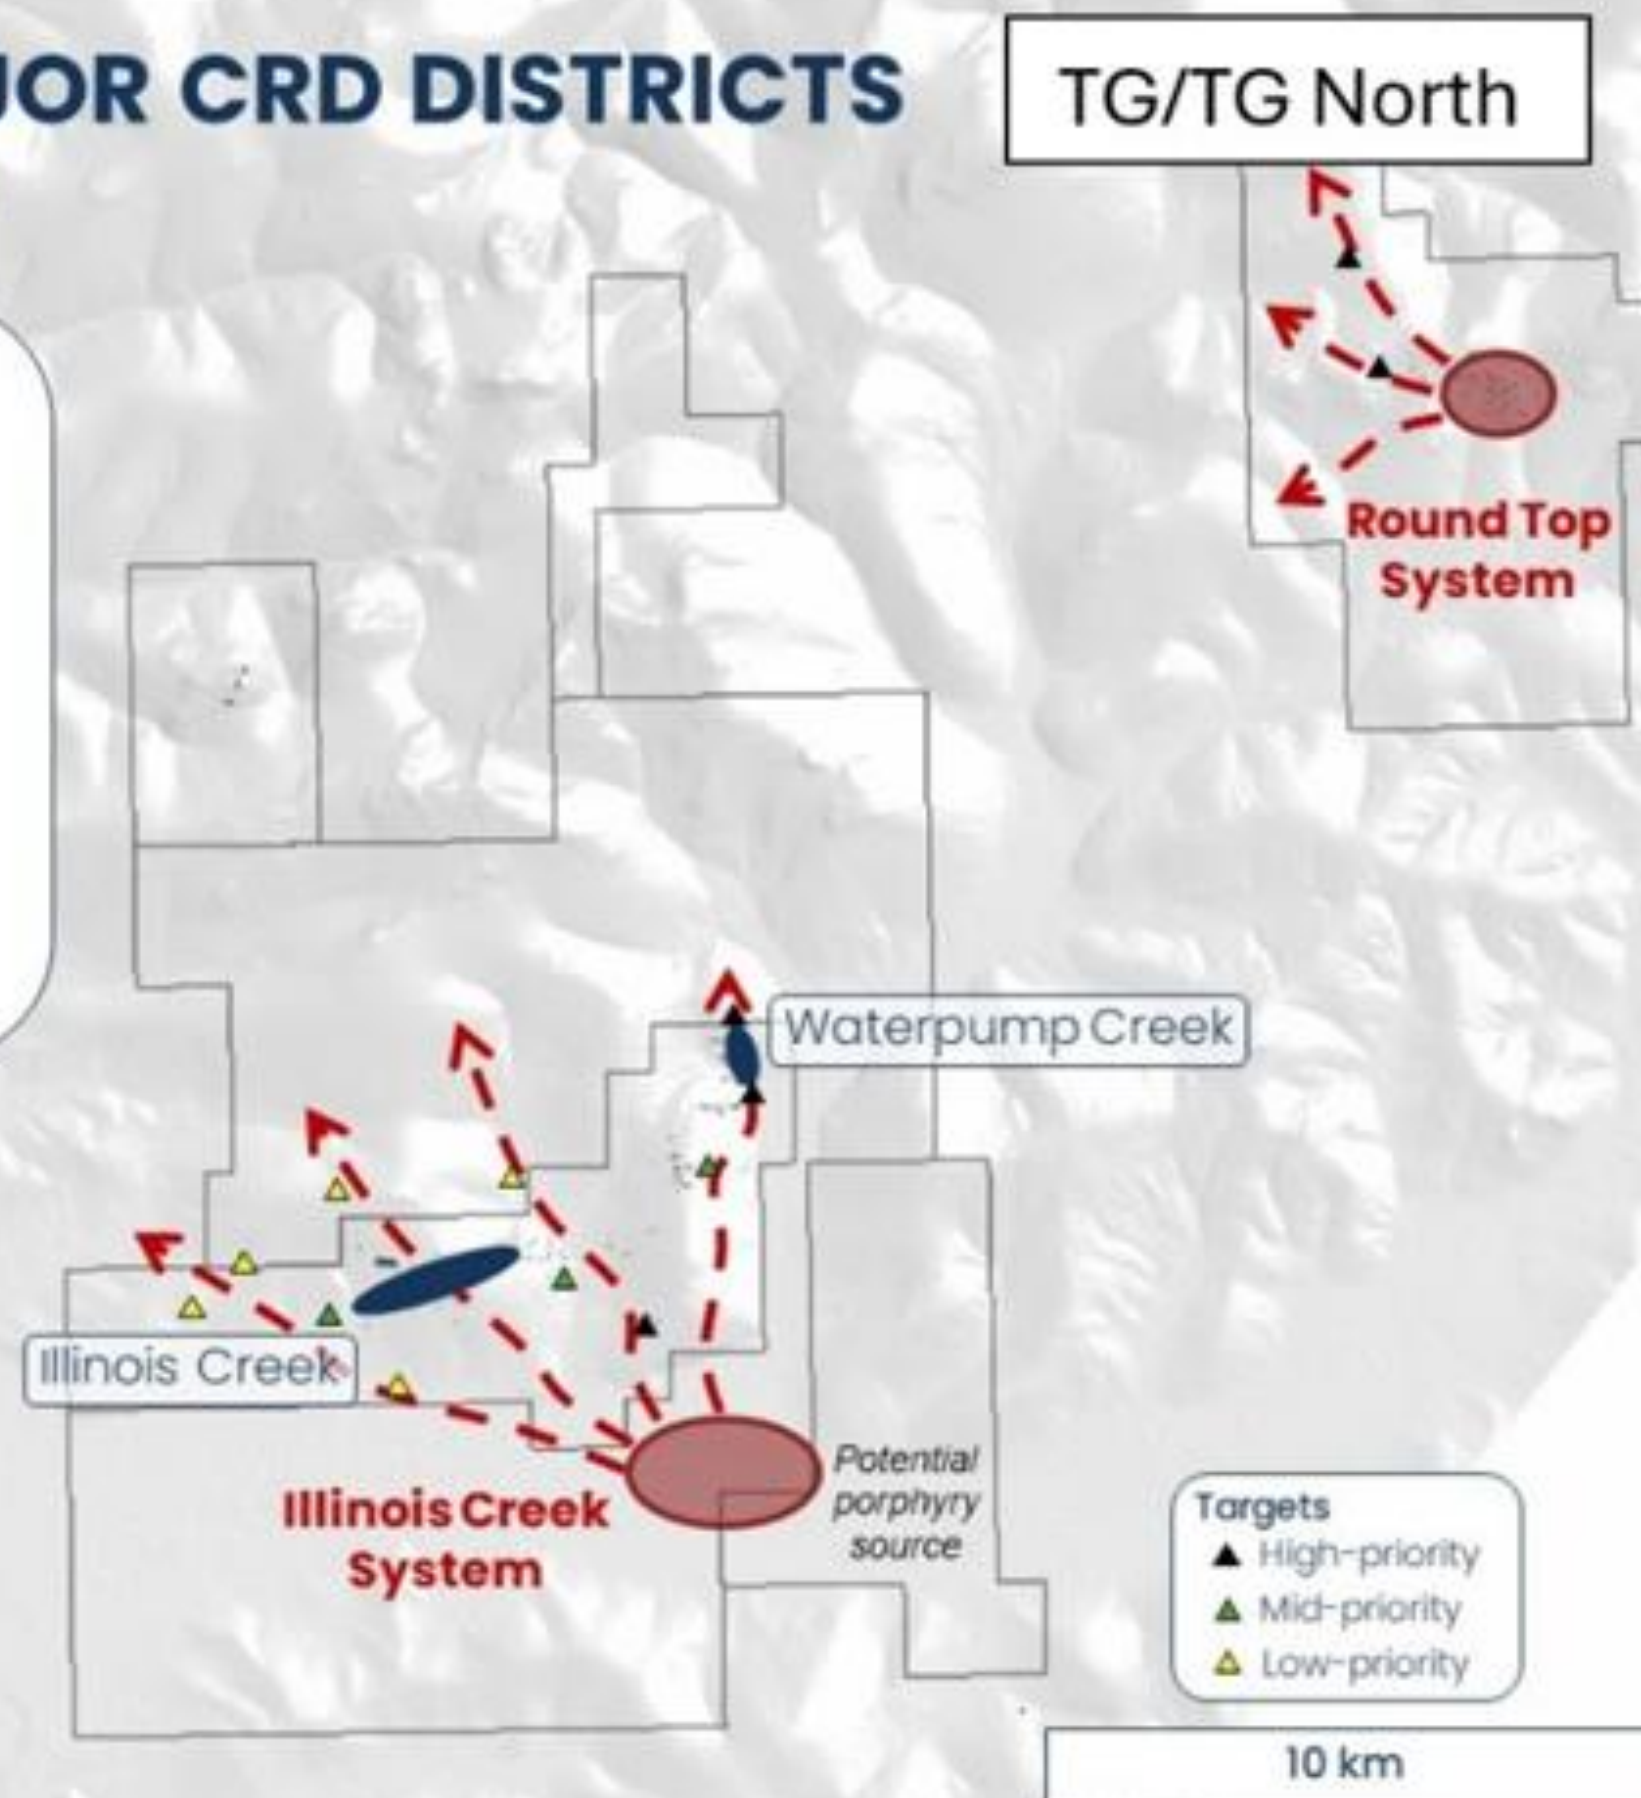 JOR CRD DISTRICTS
TG/TG North
Round Top
System
Waterpump Creek
Illinois Creek
Illinois Creek
System
Potential
porphyry
source
Targets
High-priority
Mid-priority
Low-priority
10 km